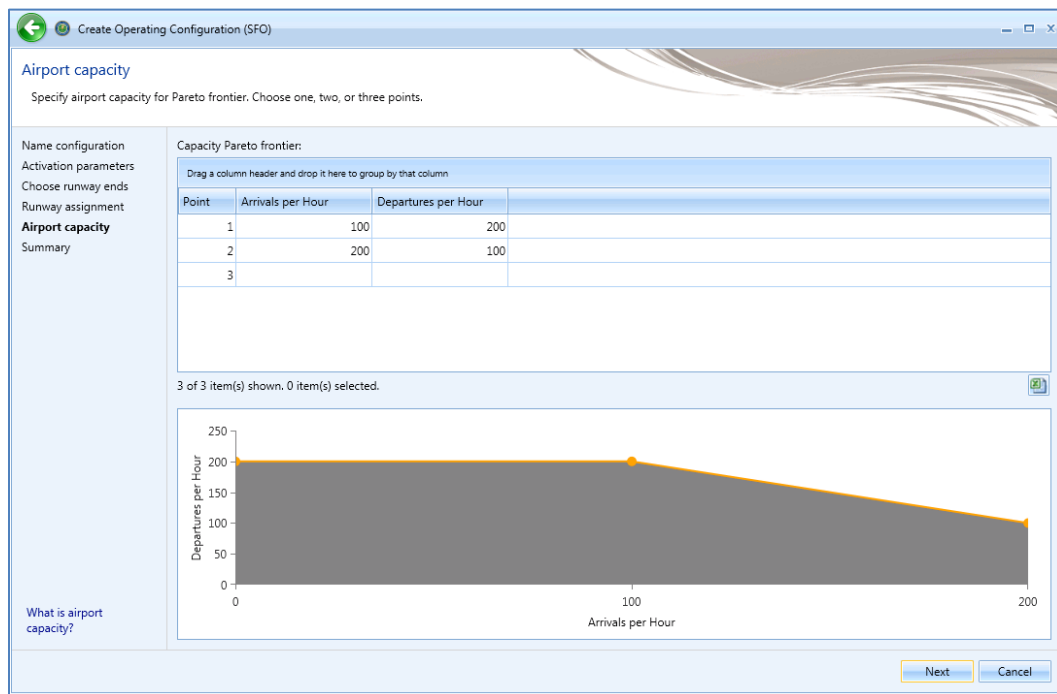 Create Operating Configuration (SFO)
Airport capacity
Specify airport capacity for Pareto frontier. Choose one, two, or three points.
Name configuration
Activation parameters
Choose runway ends
Runway assignment
Airport capacity
Summary
What is airport
capacity?
Capacity Pareto frontier:
Drag a column header and drop it here to group by that column
Point Arrivals per Hour Departures per Hour
1 100 200
2 200 100
3
3 of 3 item(s) shown. 0 item(s) selected.
Departures per Hour
250
200
150
100
50
0
0 100 200
Arrivals per Hour
Next Cancel